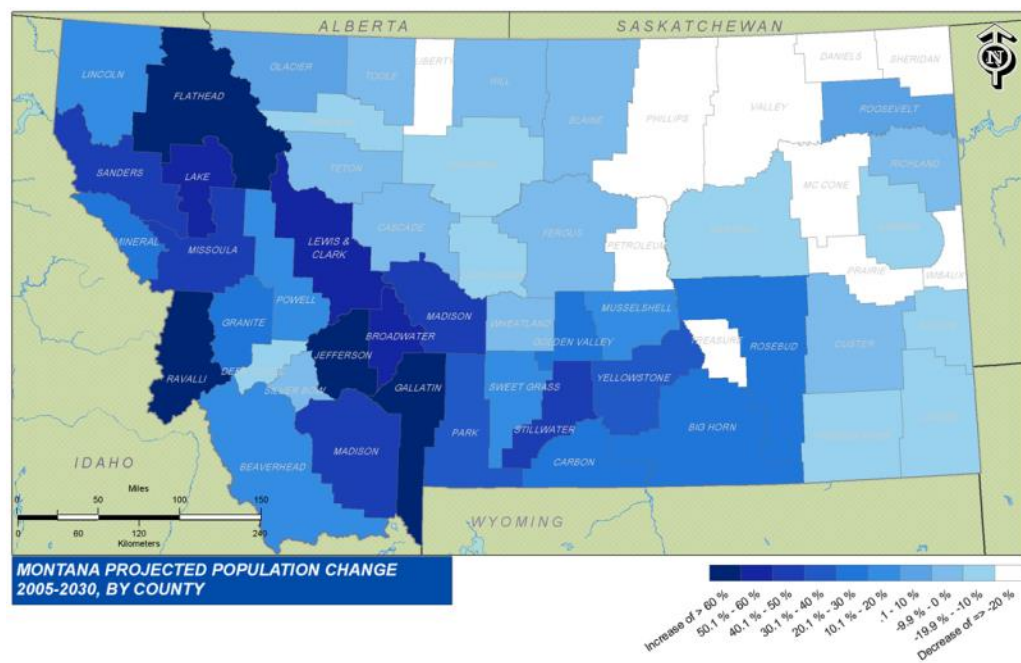 ALBERTA
SASKATCHEWAN
N
LINCOLN
FLATHEAD
GLACIER
TOOLE
LIBERTY
HILL
BLAINE
PHILLIPS
VALLEY
DANIELS
SHERIDAN
ROOSEVELT
RICHLAND
SANDERS
LAKE
TETON
MC CONE
MINERAL
MISSOULA
LEWIS &
CLARK
CASCADE
FERGUS
PETROLEUM
PRAIRIE
WIBAUX
POWELL
GRANITE
MADISON
BROADWATER
JEFFERSON
WHEATLAND
GOLDEN VALLEY
MUSSELSHELL
TREASURE
ROSEBUD
CUSTER
RAVALLI
DEER
SILVER BOW
GALLATIN
SWEET GRASS
YELLOWSTONE
STILLWATER
PARK
BIG HORN
CARBON
MADISON
BEAVERHEAD
IDAHO
WYOMING
Miles
0 50 100 150
0 60 120 240
Kilometers
MONTANA PROJECTED POPULATION CHANGE
2005-2030, BY COUNTY
Increase of > 60 %
50.1 % - 60 %
40.1 % - 50 %
30.1 % - 40 %
20.1 % - 30 %
10.1 % - 20 %
.1 - 10 %
-9.9 % - 0 %
-19.9 % - -10 %
Decrease of => -20 %